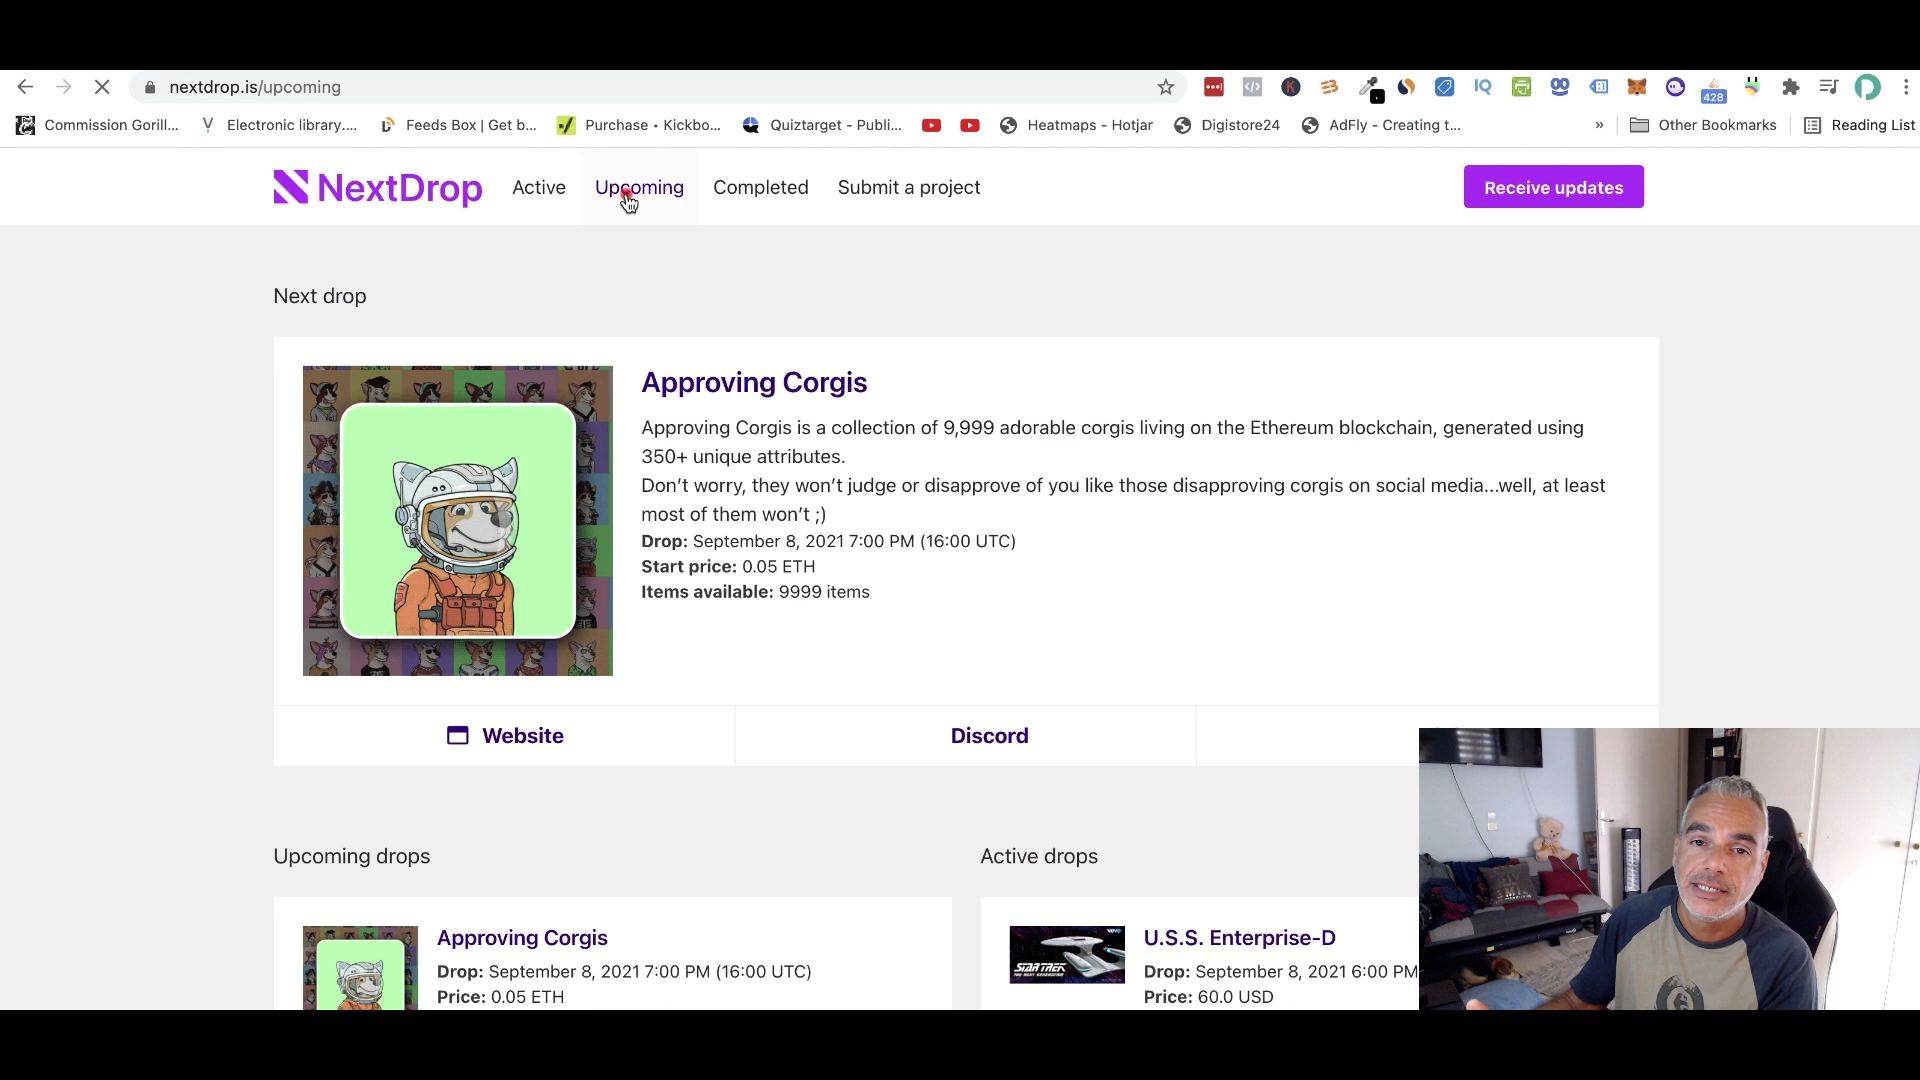 nextdrop.is/upcoming
428
Commission Gorill...
Electronic library....
Feeds Box | Get b...
Purchase • Kickbo...
Quiztarget - Publi...
Heatmaps - Hotjar
Digistore24
AdFly - Creating t...
»
Other Bookmarks
Reading List
NextDrop
Active
Upcoming
Completed
Submit a project
Receive updates
Next drop
Approving Corgis
Approving Corgis is a collection of 9,999 adorable corgis living on the Ethereum blockchain, generated using
350+ unique attributes.
Don't worry, they won't judge or disapprove of you like those disapproving corgis on social media...well, at least
most of them won't ;)
Drop: September 8, 2021 7:00 PM (16:00 UTC)
Start price: 0.05 ETH
Items available: 9999 items
Website
Discord
Upcoming drops
Active drops
Approving Corgis
Drop: September 8, 2021 7:00 PM (16:00 UTC)
Price: 0.05 ETH
STAR TREK
U.S.S. Enterprise-D
Drop: September 8, 2021 6:00 PM
Price: 60.0 USD